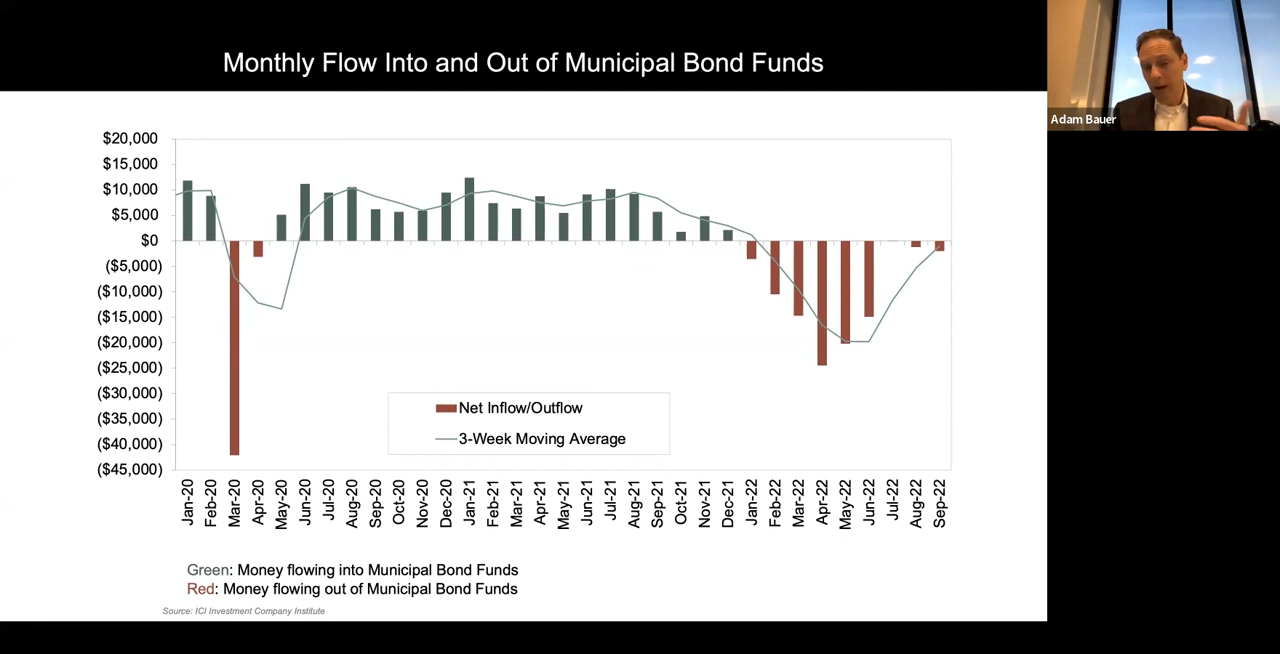 Monthly Flow Into and Out of Municipal Bond Funds
Adam Bauer
$20,000
$15,000
$10,000
$5,000
$0
($5,000)
($10,000)
($15,000)
($20,000)
($25,000)
($30,000)
($35,000)
($40,000)
($45,000)
Net Inflow/Outflow
3-Week Moving Average
Jan-20
Feb-20
Mar-20
Apr-20
May-20
Jun-20
Jul-20
Aug-20
Sep-20
Oct-20
Nov-20
Dec-20
Jan-21
Feb-21
Mar-21
Apr-21
May-21
Jun-21
Jul-21
Aug-21
Sep-21
Oct-21
Nov-21
Dec-21
Jan-22
Feb-22
Mar-22
Apr-22
May-22
Jun-22
Jul-22
Aug-22
Sep-22
Green: Money flowing into Municipal Bond Funds
Red: Money flowing out of Municipal Bond Funds
Source: ICI Investment Company Institute